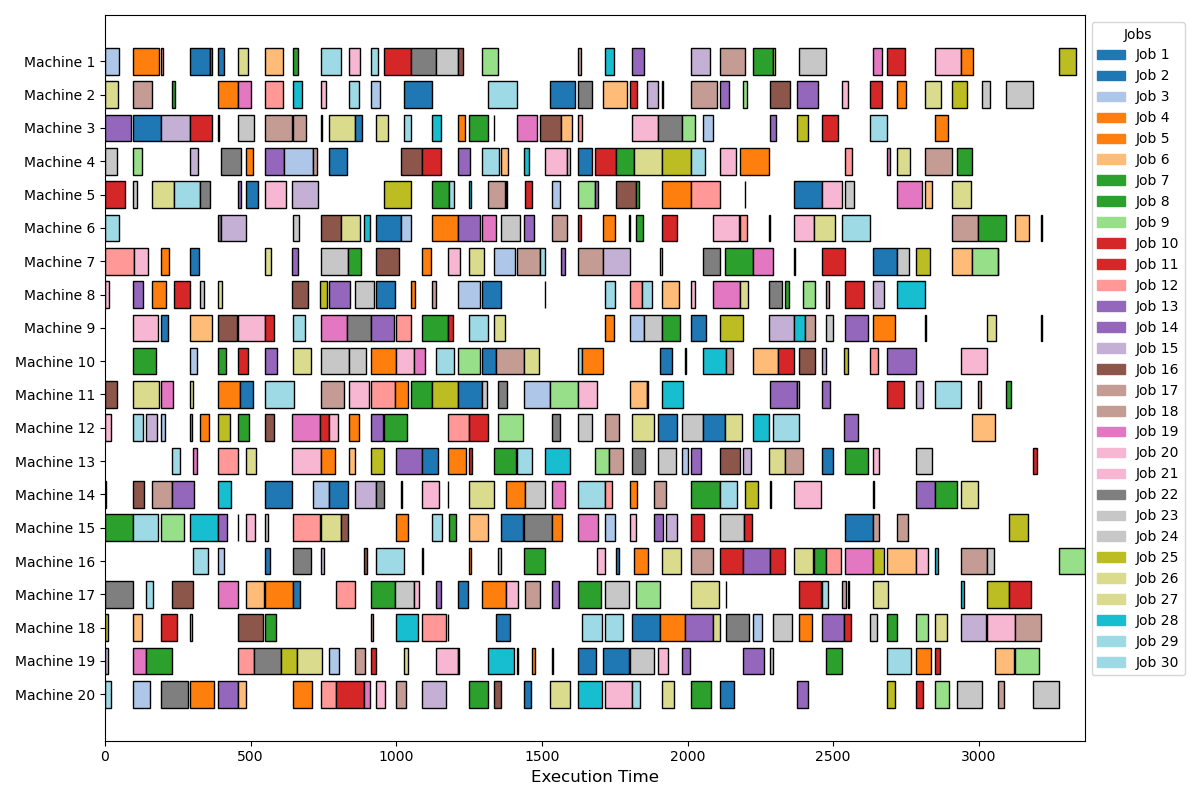 Machine 1
Machine 2
Machine 3
Machine 4
Machine 5
Machine 6
Machine 7
Machine 8
Machine 9
Machine 10
Machine 11
Machine 12
Machine 13
Machine 14
Machine 15
Machine 16
Machine 17
Machine 18
Machine 19
Machine 20
0 500 1000 1500 2000 2500 3000
Execution Time
Jobs
Job 1
Job 2
Job 3
Job 4
Job 5
Job 6
Job 7
Job 8
Job 9
Job 10
Job 11
Job 12
Job 13
Job 14
Job 15
Job 16
Job 17
Job 18
Job 19
Job 20
Job 21
Job 22
Job 23
Job 24
Job 25
Job 26
Job 27
Job 28
Job 29
Job 30